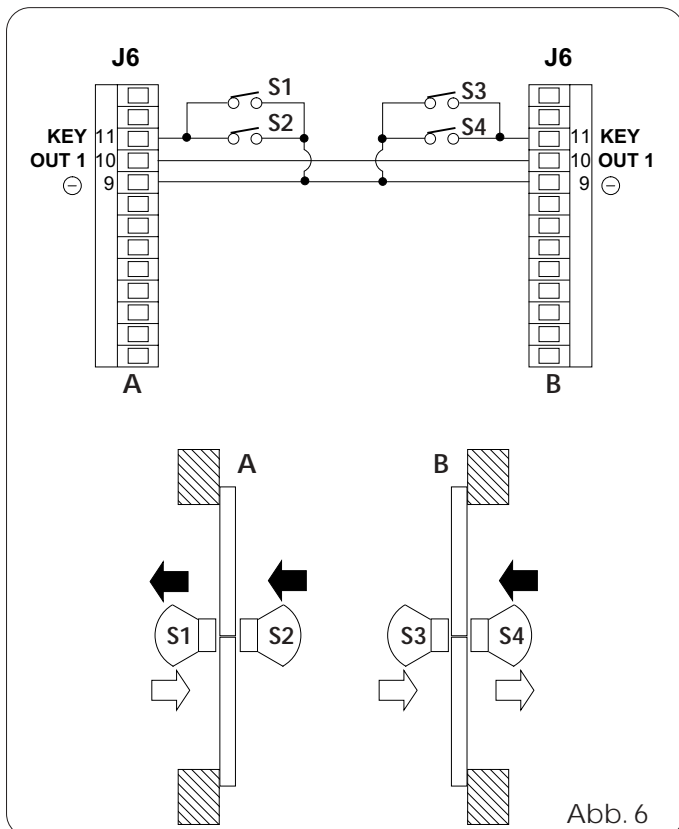 J6 J6
S1 S3
S2 S4
KEY 11 11 KEY
OUT 1 10 10 OUT 1
⊖ 9 9 ⊖
A B
A B
S1 S2 S3 S4
Abb. 6